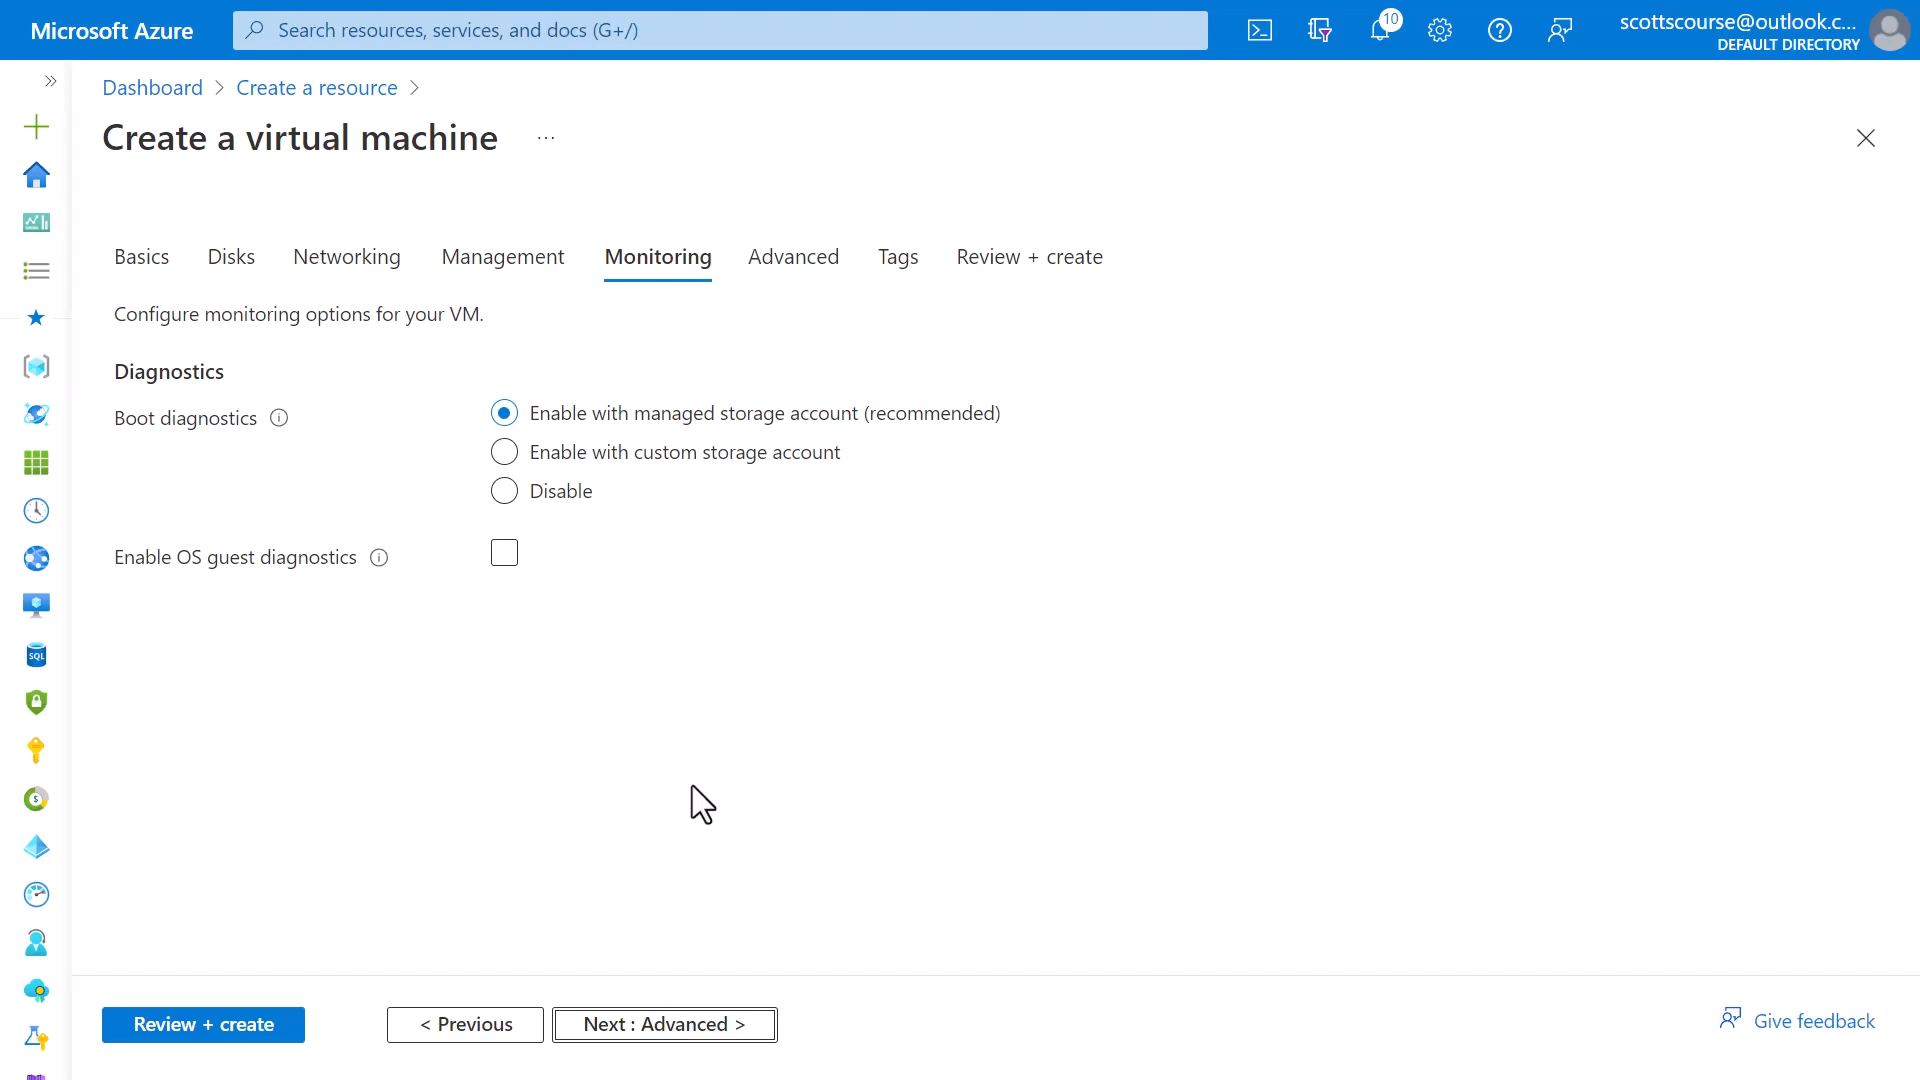 Microsoft Azure
Search resources, services, and docs (G+/)
10
scottscourse@outlook.c...
DEFAULT DIRECTORY
Dashboard > Create a resource >
Create a virtual machine ...
Basics Disks Networking Management Monitoring Advanced Tags Review + create
Configure monitoring options for your VM.
Diagnostics
Boot diagnostics
Enable with managed storage account (recommended)
Enable with custom storage account
Disable
Enable OS guest diagnostics
SQL
Review + create
< Previous
Next : Advanced >
Give feedback